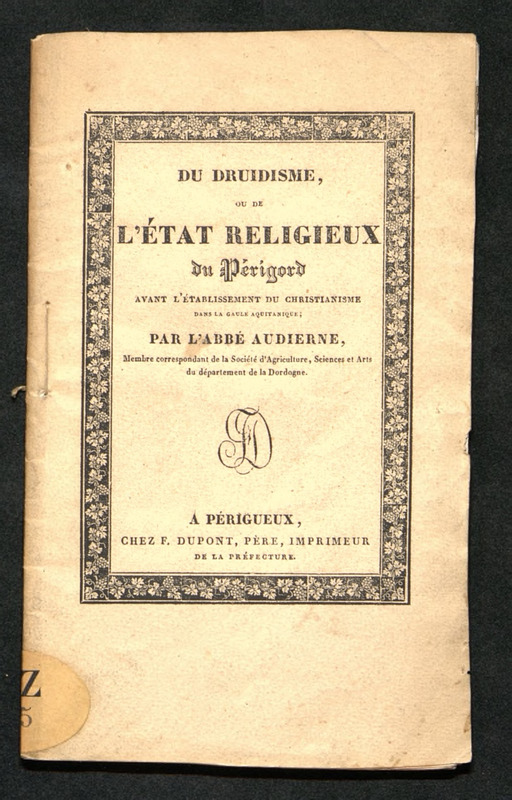 DU DRUIDISME,
OU DE
L'ÉTAT RELIGIEUX
du Périgord
AVANT L'ÉTABLISSEMENT DU CHRISTIANISME
DANS LA GAULE AQUITANIQUE;
PAR L'ABBÉ AUDIERNE,
Membre correspondant de la Société d'Agriculture, Sciences et Arts
du département de la Dordogne.
A PÉRIGUEUX,
CHEZ F. DUPONT, PÈRE, IMPRIMEUR
DE LA PRÉFECTURE.
Z
5